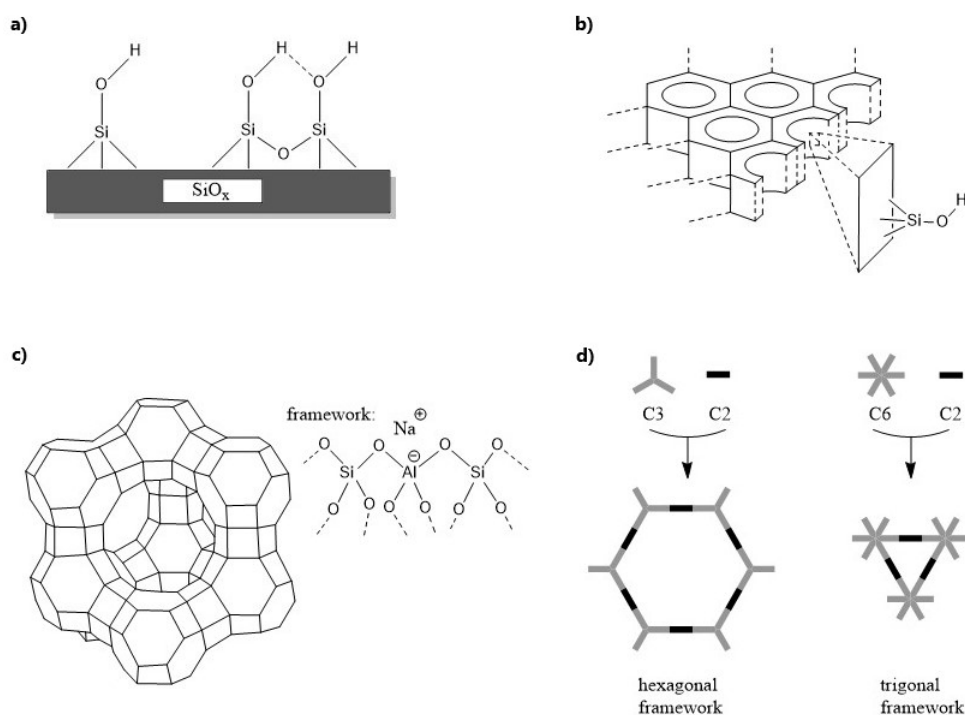 a)
H
O
Si
H
H
O
O
Si
Si
O
SiOₓ
b)
Si
O
H
c)
framework:
Na⊕
O
O
O
O
Si
Al⊖
Si
O
O
O
O
O
O
d)
C3
C2
C6
C2
hexagonal
framework
trigonal
framework